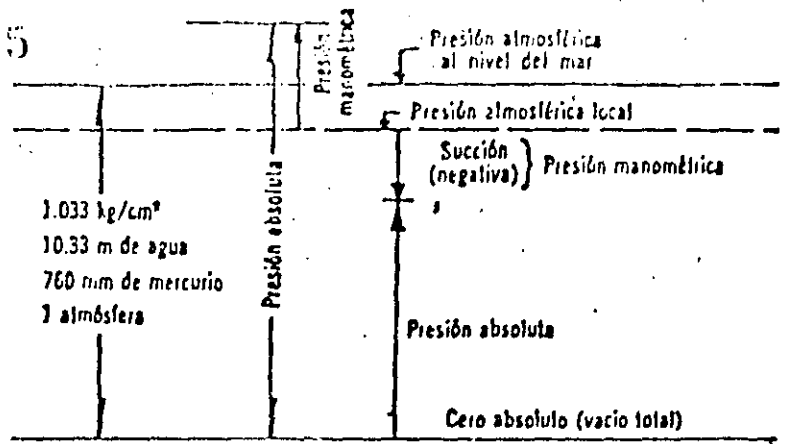 5
Presión
manométrica
Presión atmosférica
al nivel del mar
Presión atmosférica local
Succión
(negativa)
Presión manométrica
1.033 kg/cm²
10.33 m de agua
760 mm de mercurio
1 atmósfera
Presión absoluta
Presión absoluta
Cero absoluto (vacio total)